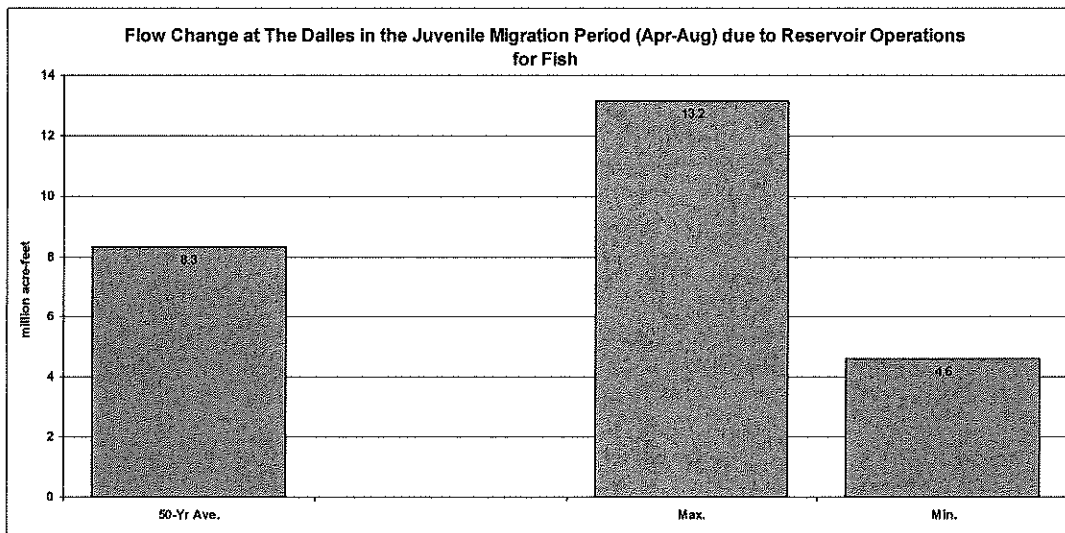 Flow Change at The Dalles in the Juvenile Migration Period (Apr-Aug) due to Reservoir Operations
for Fish
14
12
10
8
6
4
2
0
million acre-feet
8.3
13.2
4.6
50-Yr Ave.
Max.
Min.